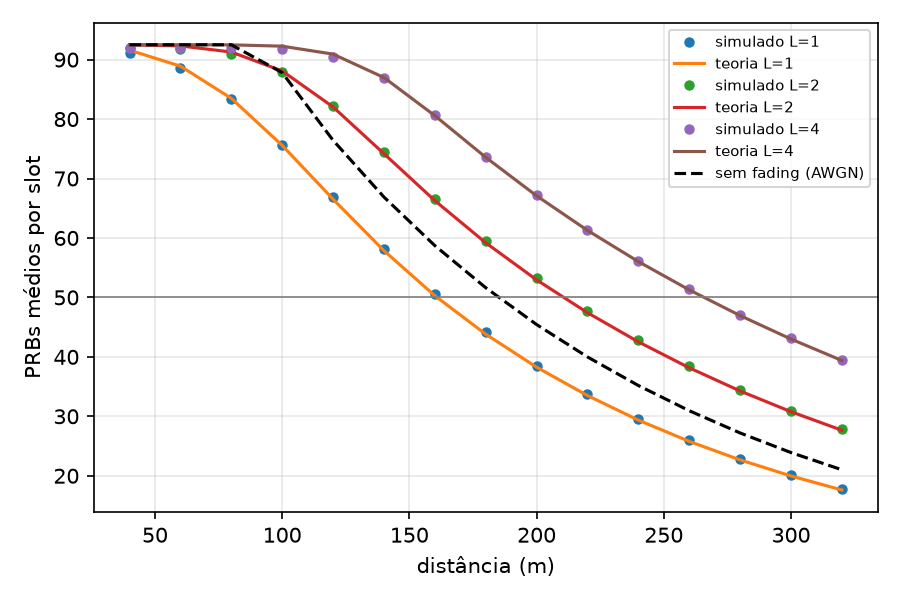 simulado L=1
teoria L=1
simulado L=2
teoria L=2
simulado L=4
teoria L=4
sem fading (AWGN)
PRBs médios por slot
90
80
70
60
50
40
30
20
50 100 150 200 250 300
distância (m)